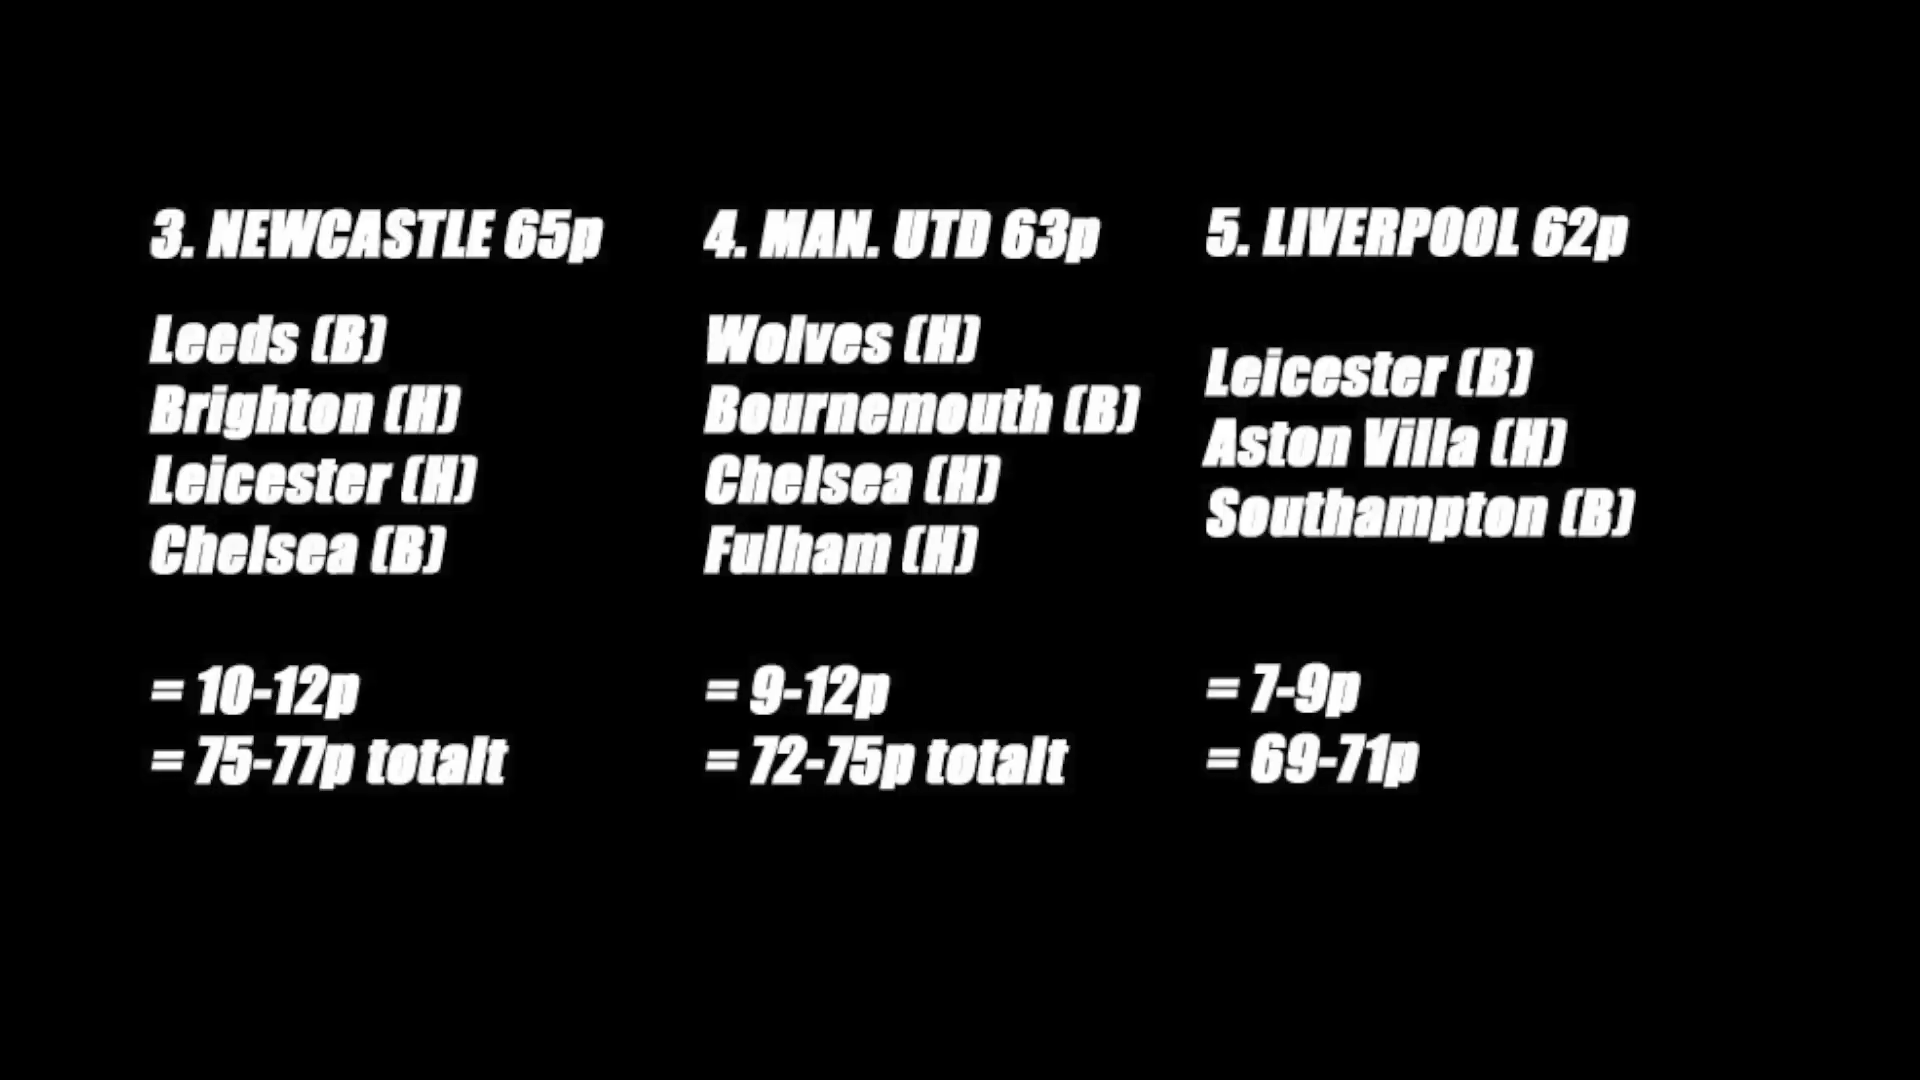 3. NEWCASTLE 65p
Leeds (B)
Brighton (H)
Leicester (H)
Chelsea (B)
= 10-12p
= 75-77p totalt
4. MAN. UTD 63p
Wolves (H)
Bournemouth (B)
Chelsea (H)
Fulham (H)
= 9-12p
= 72-75p totalt
5. LIVERPOOL 62p
Leicester (B)
Aston Villa (H)
Southampton (B)
= 7-9p
= 69-71p